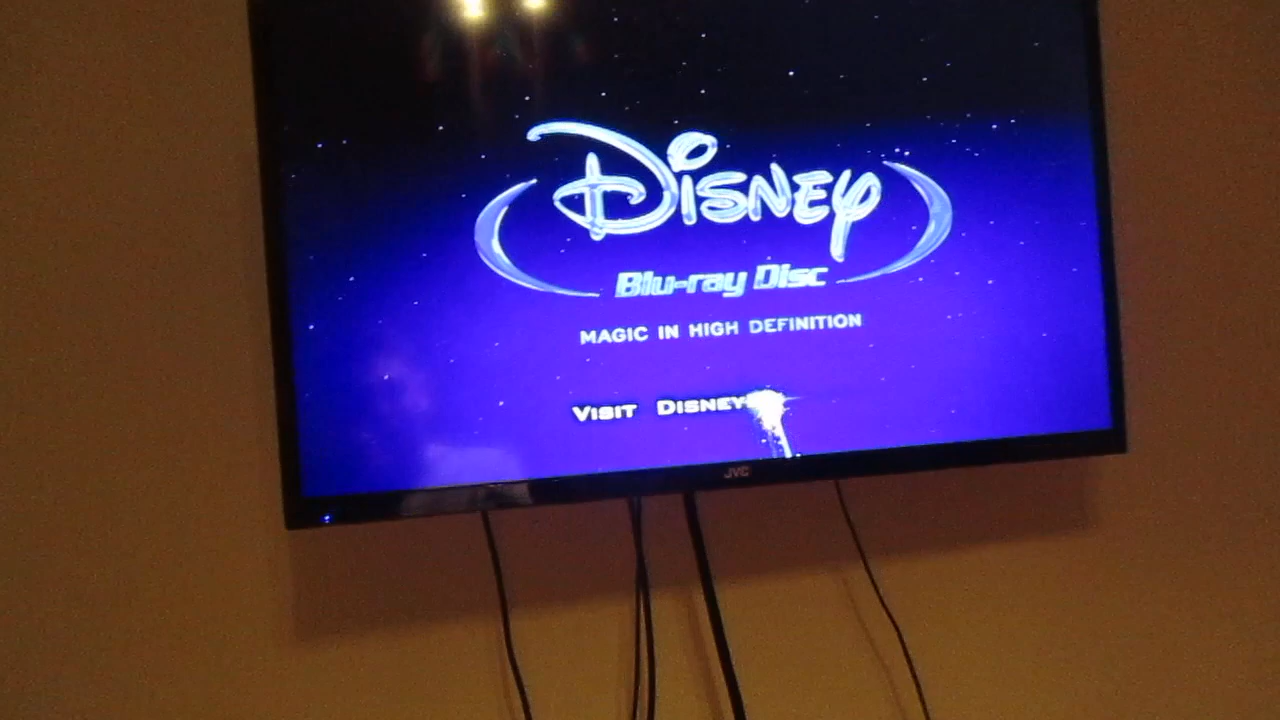 Disney
Blu-ray Disc
MAGIC IN HIGH DEFINITION
VISIT DISNEY
JVC